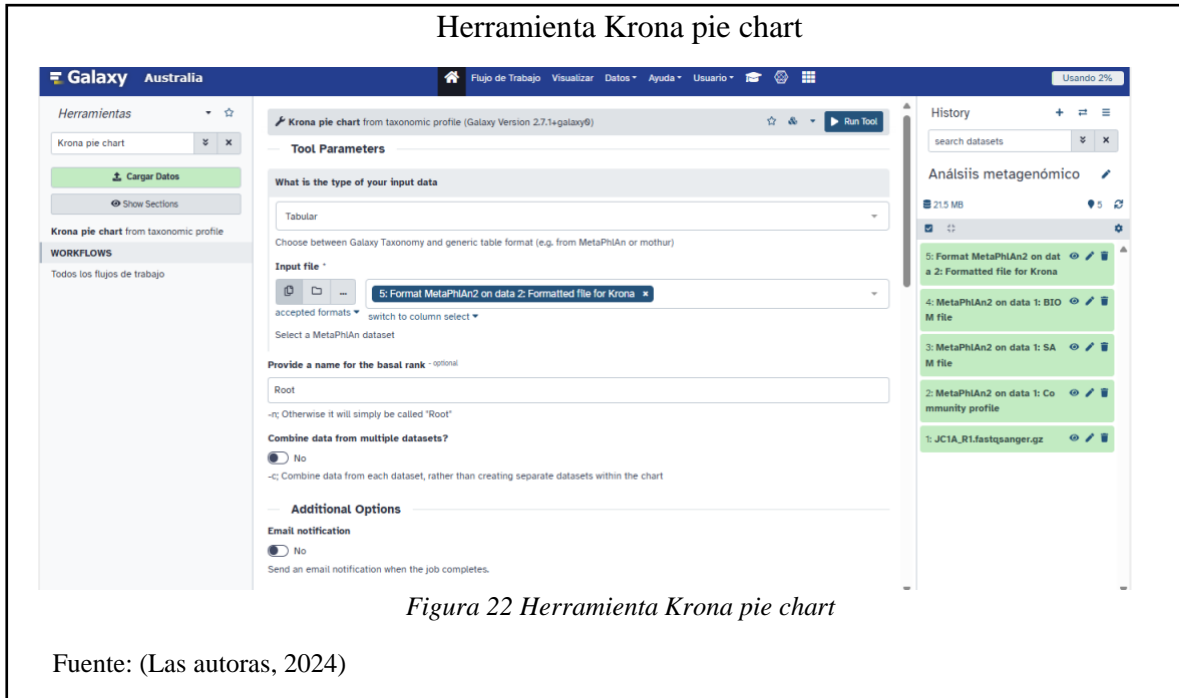 Herramienta Krona pie chart
Galaxy Australia
Flujo de Trabajo Visualizar Datos Ayuda Usuario
Usando 2%
Herramientas
Krona pie chart
Cargar Datos
Show Sections
Krona pie chart from taxonomic profile
WORKFLOWS
Todos los flujos de trabajo
Krona pie chart from taxonomic profile (Galaxy Version 2.7.1+galaxy0)
Run Tool
Tool Parameters
What is the type of your input data
Tabular
Choose between Galaxy Taxonomy and generic table format (e.g. from MetaPhlAn or mothur)
Input file *
...
5: Format MetaPhlAn2 on data 2: Formatted file for Krona ×
accepted formats
switch to column select
Select a MetaPhlAn dataset
Provide a name for the basal rank - optional
Root
-n; Otherwise it will simply be called "Root"
Combine data from multiple datasets?
No
-c; Combine data from each dataset, rather than creating separate datasets within the chart
Additional Options
Email notification
No
Send an email notification when the job completes.
History
search datasets
Análsiis metagenómico
21.5 MB
5
5: Format MetaPhlAn2 on dat
a 2: Formatted file for Krona
4: MetaPhlAn2 on data 1: BIO
M file
3: MetaPhlAn2 on data 1: SA
M file
2: MetaPhlAn2 on data 1: Co
mmunity profile
1: JC1A_R1.fastqsanger.gz
Figura 22 Herramienta Krona pie chart
Fuente: (Las autoras, 2024)